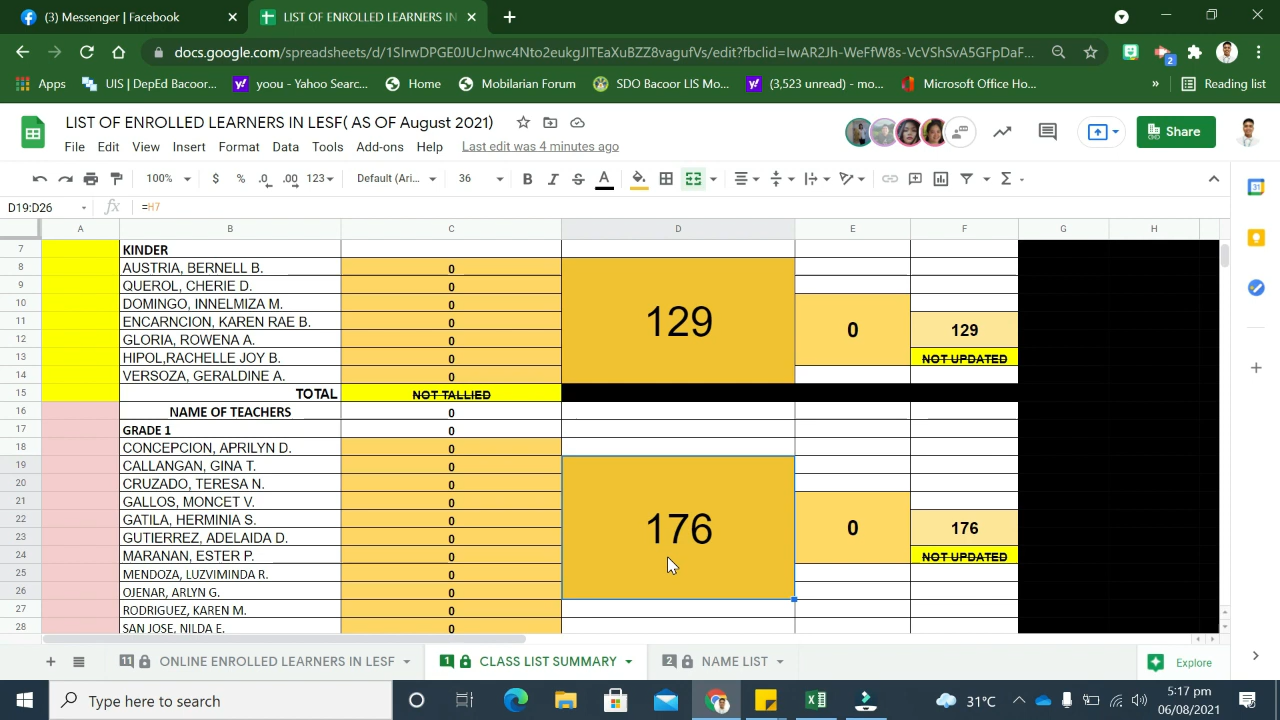 (3) Messenger | Facebook
LIST OF ENROLLED LEARNERS IN
docs.google.com/spreadsheets/d/1SIrwDPGE0JUcJnwc4Nto2eukgJITEaXuBZZ8vagufVs/edit?fbclid=IwAR2Jh-WeFfW8s-VcVShSvA5GFpDaF...
Apps
UIS | DepEd Bacoor...
yoou - Yahoo Searc...
Home
Mobilarian Forum
SDO Bacoor LIS Mo...
(3,523 unread) - mo...
Microsoft Office Ho...
»
Reading list
LIST OF ENROLLED LEARNERS IN LESF( AS OF August 2021)
File Edit View Insert Format Data Tools Add-ons Help Last edit was 4 minutes ago
Share
100% $ % .0 .00 123 Default (Ari... 36 B I S A
D19:D26 fx =H7
A B C D E F G H
7 KINDER
8 AUSTRIA, BERNELL B. 0
9 QUEROL, CHERIE D. 0
10 DOMINGO, INNELMIZA M. 0
11 ENCARNCION, KAREN RAE B. 0
129 0 129
12 GLORIA, ROWENA A. 0
13 HIPOL,RACHELLE JOY B. 0 NOT UPDATED
14 VERSOZA, GERALDINE A. 0
15 TOTAL NOT TALLIED
16 NAME OF TEACHERS 0
17 GRADE 1 0
18 CONCEPCION, APRILYN D. 0
19 CALLANGAN, GINA T. 0
20 CRUZADO, TERESA N. 0
21 GALLOS, MONCET V. 0
22 GATILA, HERMINIA S. 0
176 0 176
23 GUTIERREZ, ADELAIDA D. 0
24 MARANAN, ESTER P. 0 NOT UPDATED
25 MENDOZA, LUZVIMINDA R. 0
26 OJENAR, ARLYN G. 0
27 RODRIGUEZ, KAREN M. 0
28 SAN JOSE, NILDA E. 0
11 ONLINE ENROLLED LEARNERS IN LESF
1 CLASS LIST SUMMARY
2 NAME LIST
Explore
Type here to search
31°C
5:17 pm
06/08/2021